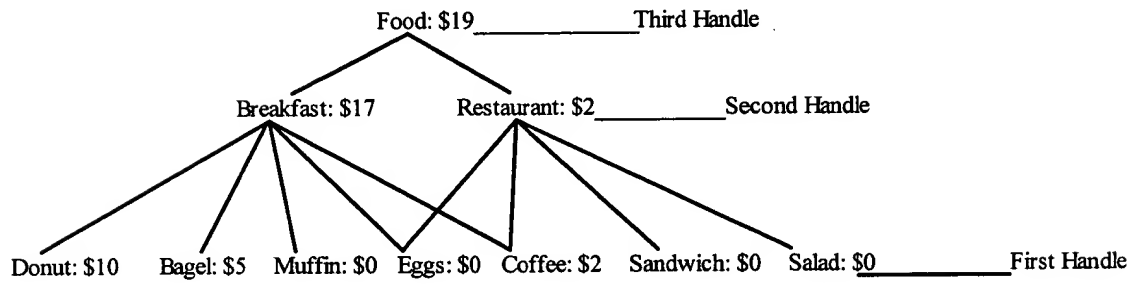 Food: $19 Third Handle
Breakfast: $17 Restaurant: $2 Second Handle
Donut: $10 Bagel: $5 Muffin: $0 Eggs: $0 Coffee: $2 Sandwich: $0 Salad: $0 First Handle